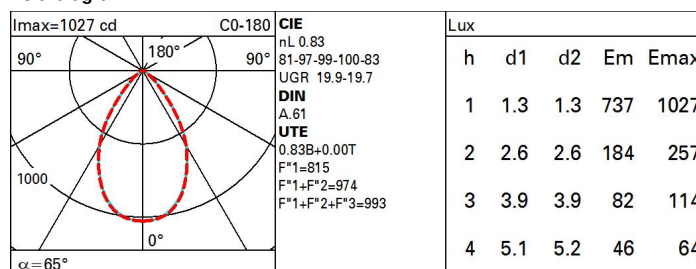 Imax=1027 cd C0-180
90° 180° 90°
1000
0°
α=65°
CIE
nL 0.83
81-97-99-100-83
UGR 19.9-19.7
DIN
A.61
UTE
0.83B+0.00T
F"1=815
F"1+F"2=974
F"1+F"2+F"3=993
Lux
h d1 d2 Em Emax
1 1.3 1.3 737 1027
2 2.6 2.6 184 257
3 3.9 3.9 82 114
4 5.1 5.2 46 64